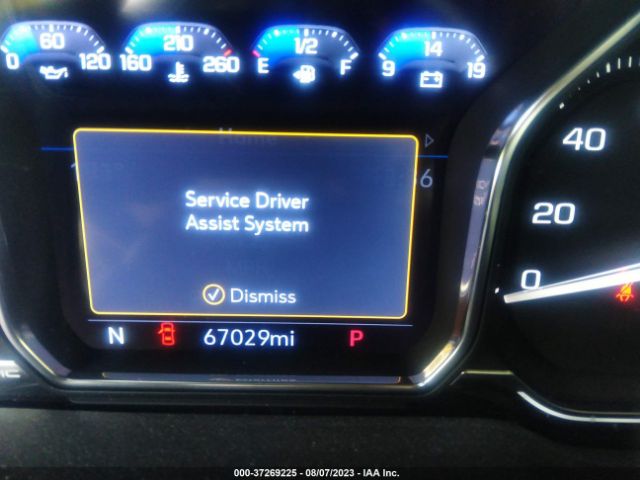 60 210 1/2 14
0 120 160 260 E F 9 19
Home
Service Driver
Assist System
Dismiss
40
20
0
N 67029mi P
000-37269225 - 08/07/2023 - IAA Inc.